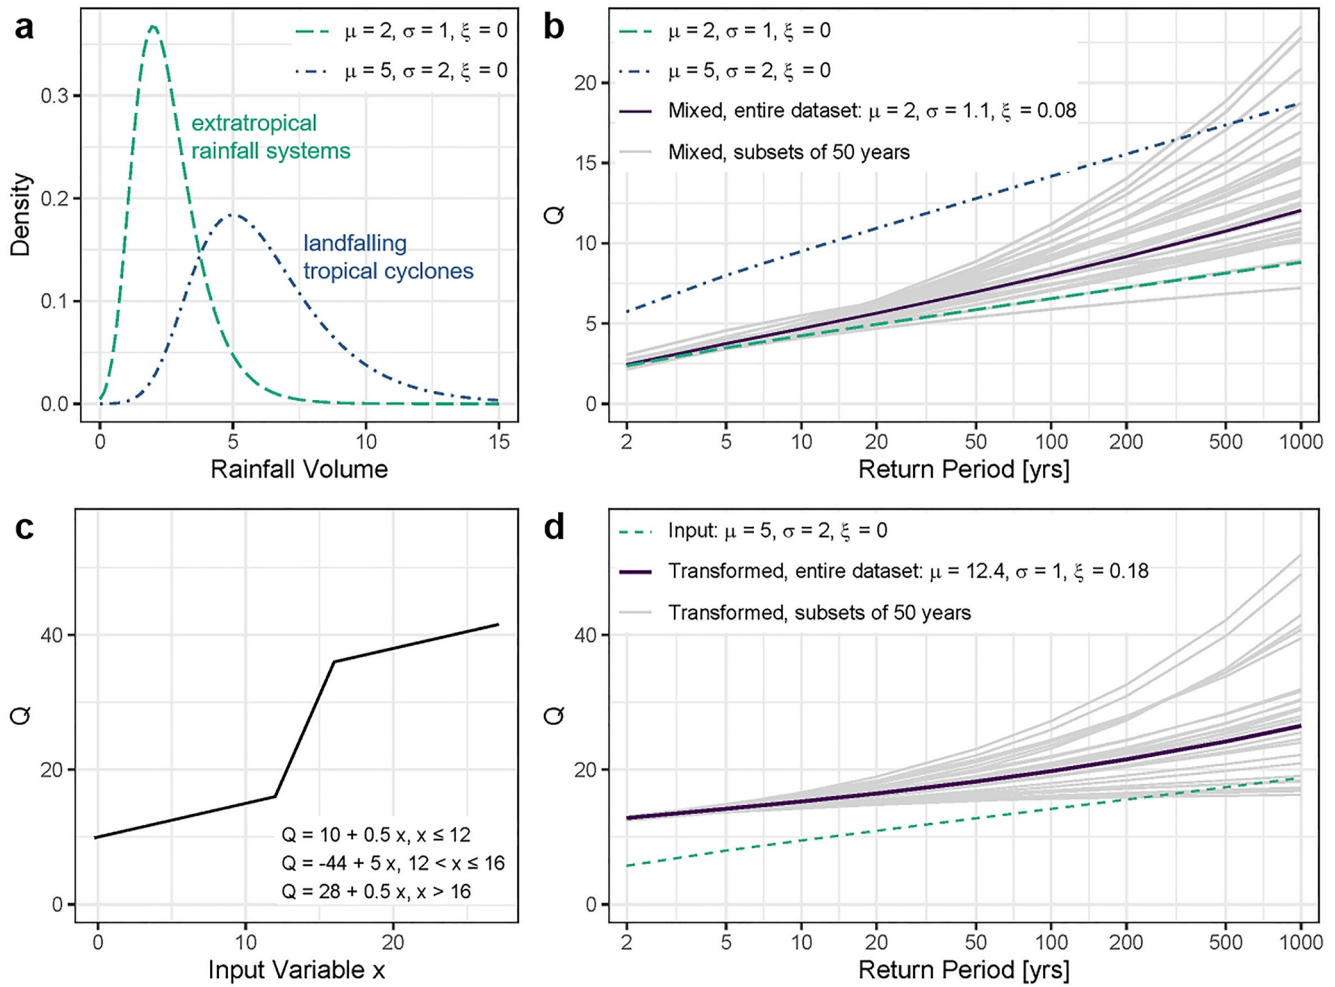 a
μ = 2, σ = 1, ξ = 0
μ = 5, σ = 2, ξ = 0
extratropical
rainfall systems
landfalling
tropical cyclones
Density
0.3
0.2
0.1
0.0
0 5 10 15
Rainfall Volume
b
μ = 2, σ = 1, ξ = 0
μ = 5, σ = 2, ξ = 0
Mixed, entire dataset: μ = 2, σ = 1.1, ξ = 0.08
Mixed, subsets of 50 years
Q
20
15
10
5
0
2 5 10 20 50 100 200 500 1000
Return Period [yrs]
c
Q
40
20
0
Q = 10 + 0.5 x, x ≤ 12
Q = -44 + 5 x, 12 < x ≤ 16
Q = 28 + 0.5 x, x > 16
0 10 20
Input Variable x
d
Input: μ = 5, σ = 2, ξ = 0
Transformed, entire dataset: μ = 12.4, σ = 1, ξ = 0.18
Transformed, subsets of 50 years
Q
40
20
0
2 5 10 20 50 100 200 500 1000
Return Period [yrs]